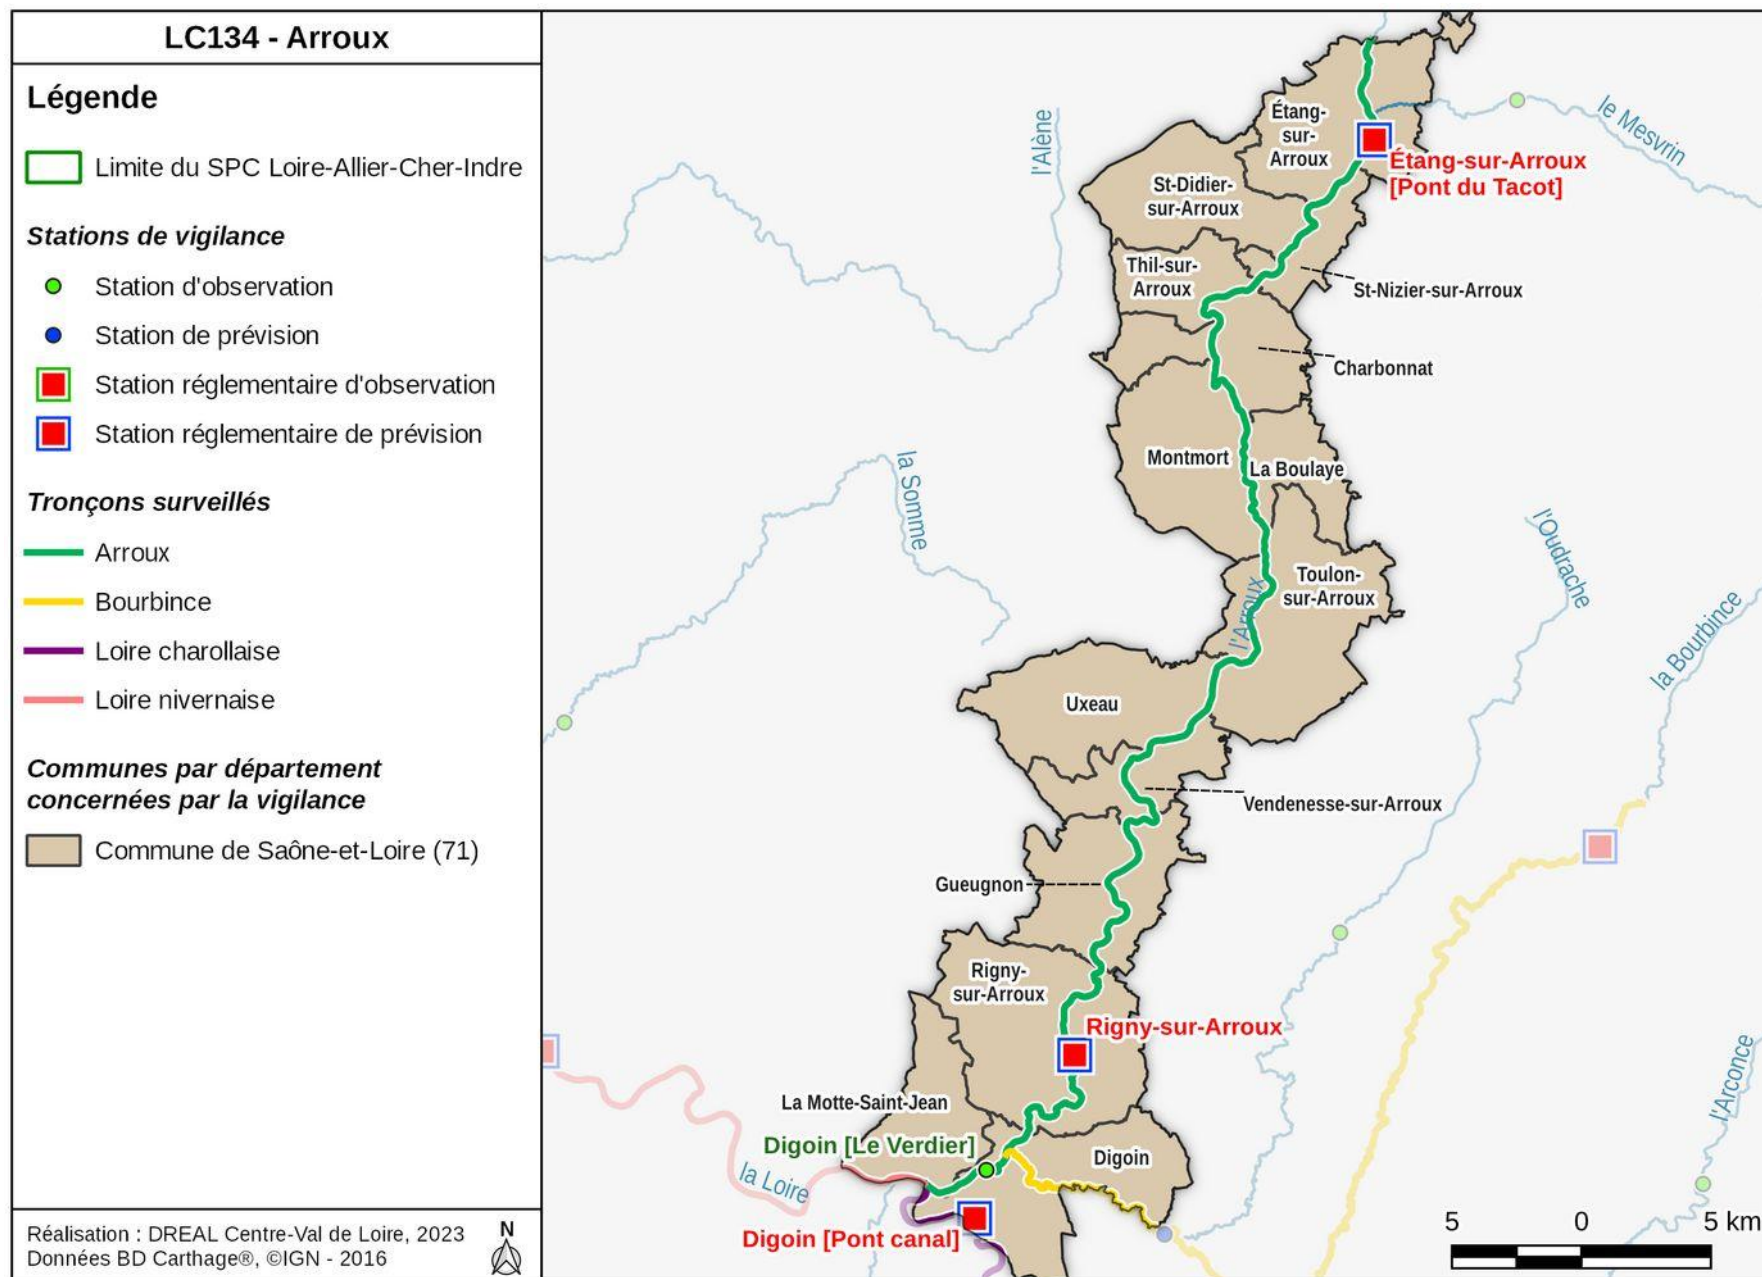 LC134 - Arroux
Légende
Limite du SPC Loire-Allier-Cher-Indre
Stations de vigilance
Station d'observation
Station de prévision
Station réglementaire d'observation
Station réglementaire de prévision
Tronçons surveillés
Arroux
Bourbince
Loire charollaise
Loire nivernaise
Communes par département
concernées par la vigilance
Commune de Saône-et-Loire (71)
Réalisation : DREAL Centre-Val de Loire, 2023
Données BD Carthage®, ©IGN - 2016
N
l'Alène
Étang-
sur-
Arroux
le Mesvrin
Étang-sur-Arroux
[Pont du Tacot]
St-Didier-
sur-Arroux
Thil-sur-
Arroux
St-Nizier-sur-Arroux
Charbonnat
Montmort
La Boulaye
la Somme
l'Oudrache
Toulon-
sur-Arroux
l'Arroux
la Bourbince
Uxeau
Vendenesse-sur-Arroux
Gueugnon
Rigny-
sur-Arroux
Rigny-sur-Arroux
l'Arconce
La Motte-Saint-Jean
Digoin [Le Verdier]
Digoin
la Loire
Digoin [Pont canal]
5 0 5 km